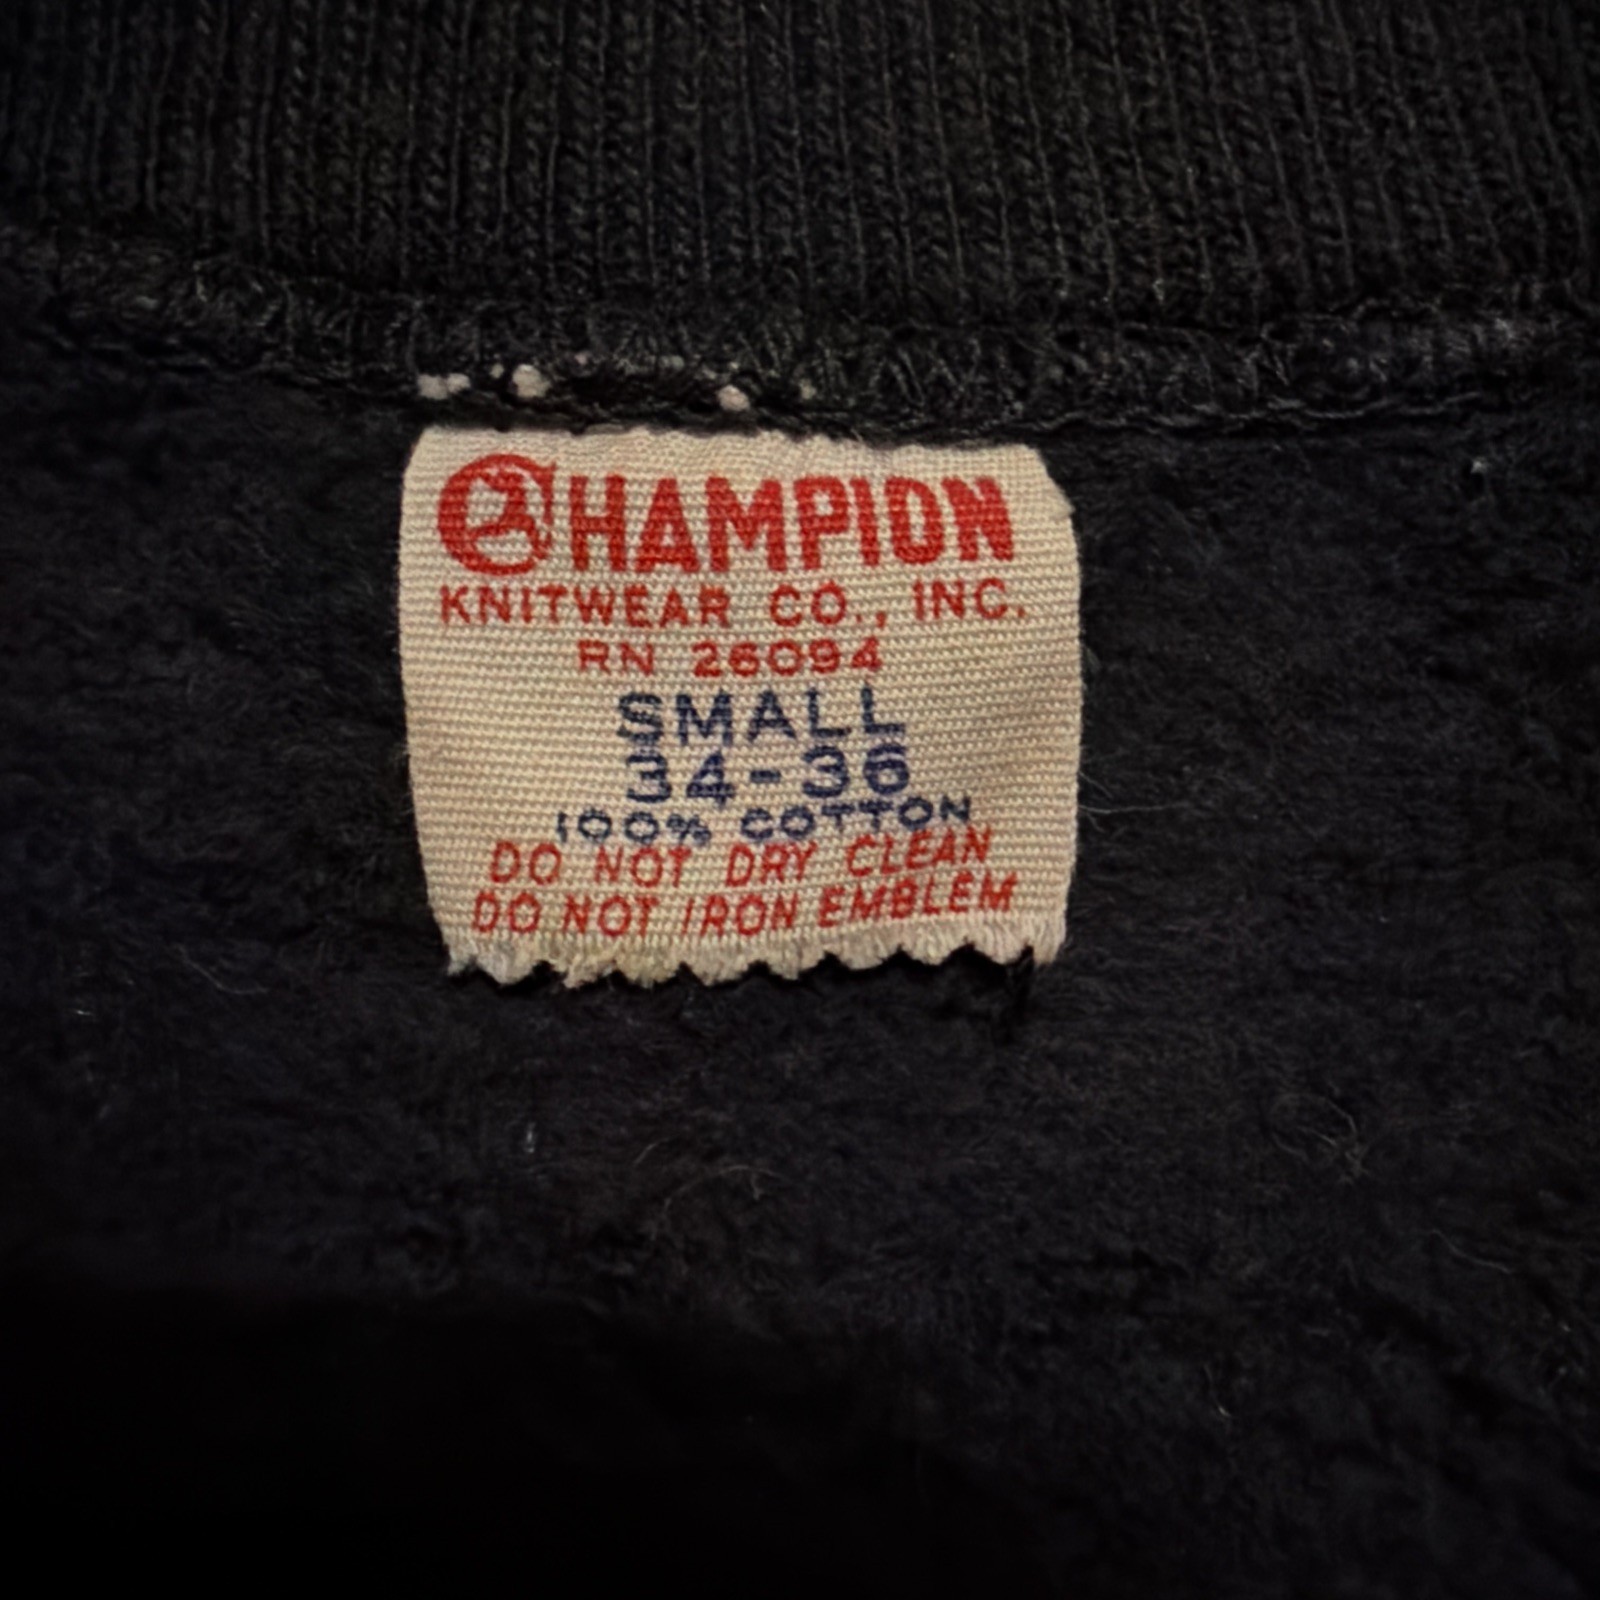 CHAMPION
KNITWEAR CO., INC.
RN 26094
SMALL
34-36
100% COTTON
DO NOT DRY CLEAN
DO NOT IRON EMBLEM